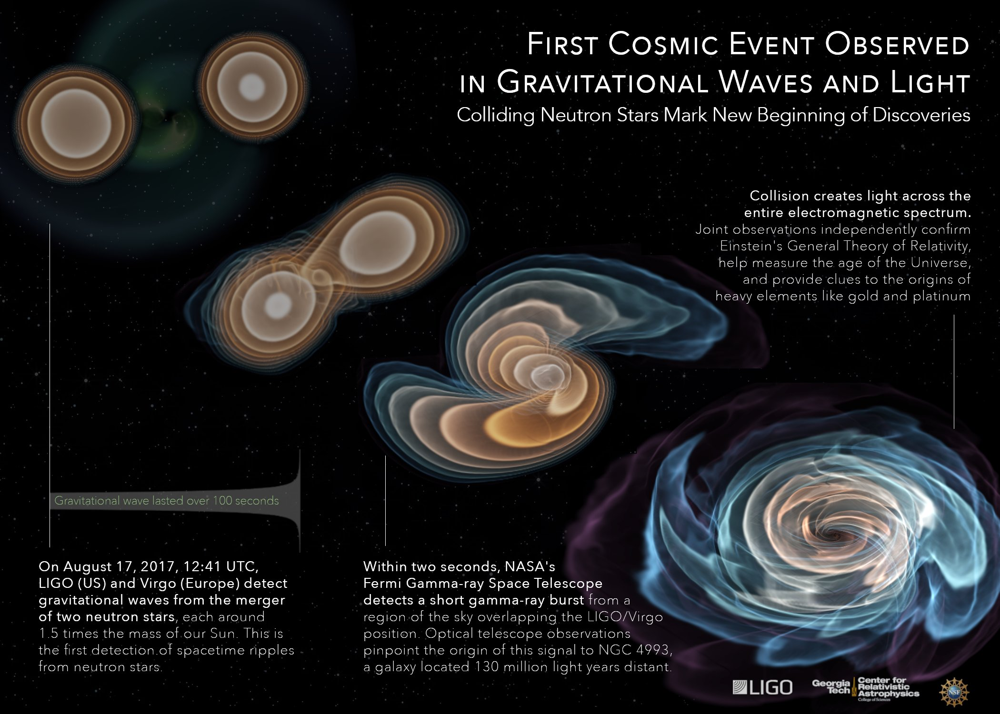 First Cosmic Event Observed
in Gravitational Waves and Light
Colliding Neutron Stars Mark New Beginning of Discoveries
Collision creates light across the
entire electromagnetic spectrum.
Joint observations independently confirm
Einstein's General Theory of Relativity,
help measure the age of the Universe,
and provide clues to the origins of
heavy elements like gold and platinum
Gravitational wave lasted over 100 seconds
On August 17, 2017, 12:41 UTC,
LIGO (US) and Virgo (Europe) detect
gravitational waves from the merger
of two neutron stars, each around
1.5 times the mass of our Sun. This is
the first detection of spacetime ripples
from neutron stars.
Within two seconds, NASA's
Fermi Gamma-ray Space Telescope
detects a short gamma-ray burst from a
region of the sky overlapping the LIGO/Virgo
position. Optical telescope observations
pinpoint the origin of this signal to NGC 4993,
a galaxy located 130 million light years distant.
LIGO
Georgia
Tech
Center for
Relativistic
Astrophysics
College of Sciences
NSF